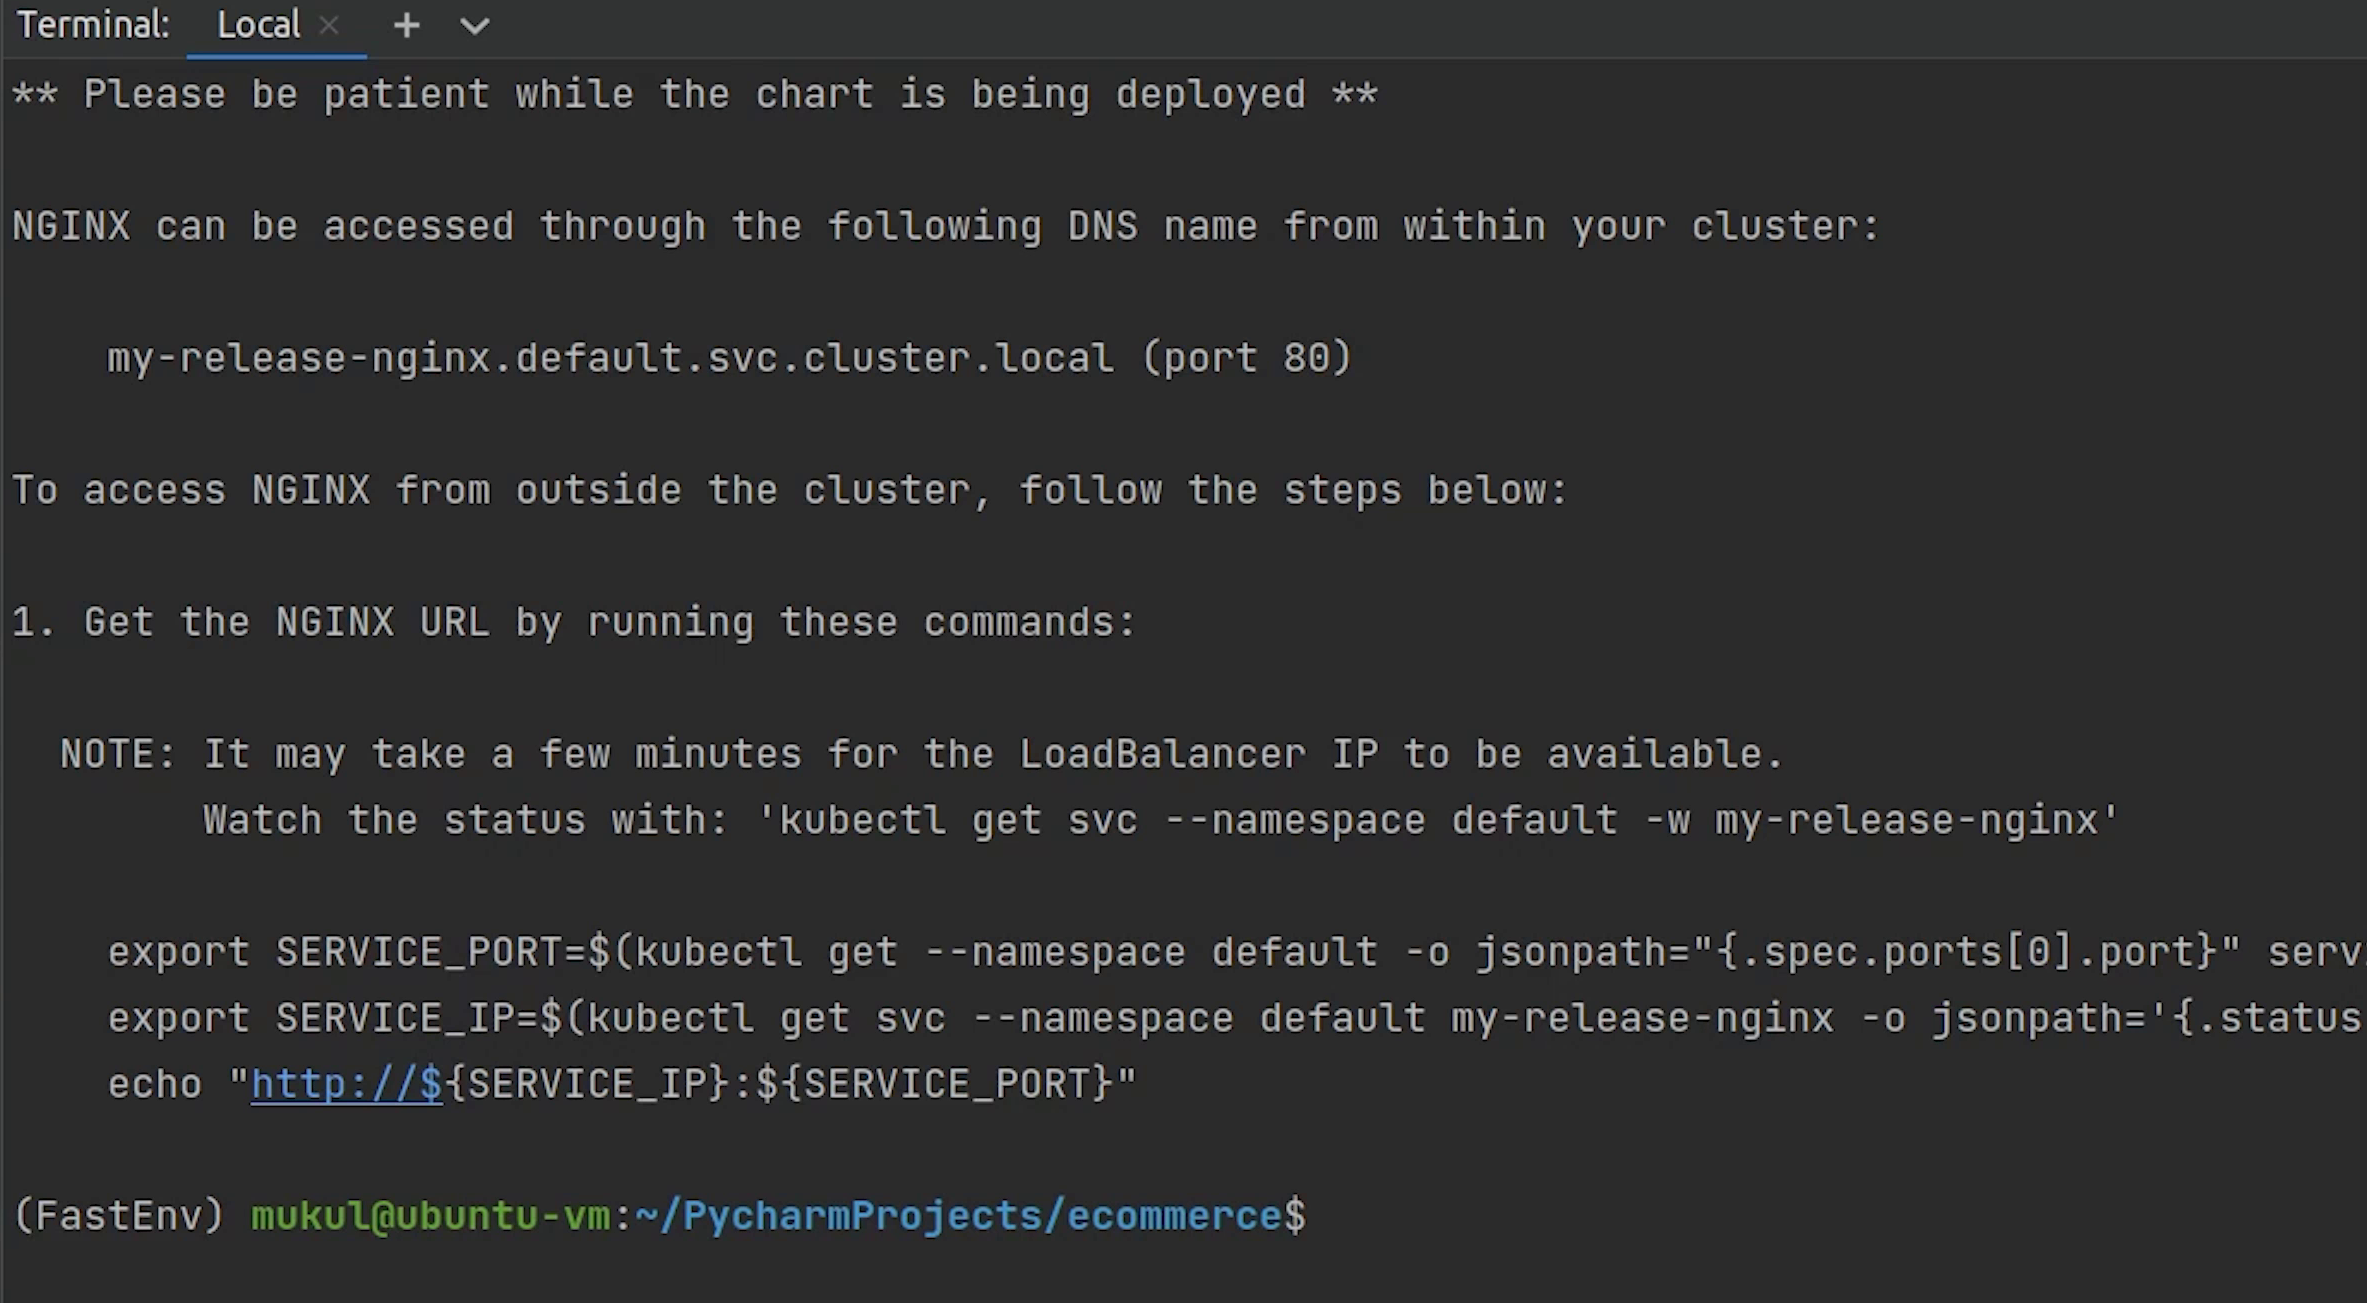 Terminal: Local × + 
** Please be patient while the chart is being deployed **
NGINX can be accessed through the following DNS name from within your cluster:
my-release-nginx.default.svc.cluster.local (port 80)
To access NGINX from outside the cluster, follow the steps below:
1. Get the NGINX URL by running these commands:
NOTE: It may take a few minutes for the LoadBalancer IP to be available.
Watch the status with: 'kubectl get svc --namespace default -w my-release-nginx'
export SERVICE_PORT=$(kubectl get --namespace default -o jsonpath="{.spec.ports[0].port}" serv
export SERVICE_IP=$(kubectl get svc --namespace default my-release-nginx -o jsonpath='{.status
echo "http://${SERVICE_IP}:${SERVICE_PORT}"
(FastEnv) mukul@ubuntu-vm:~/PycharmProjects/ecommerce$